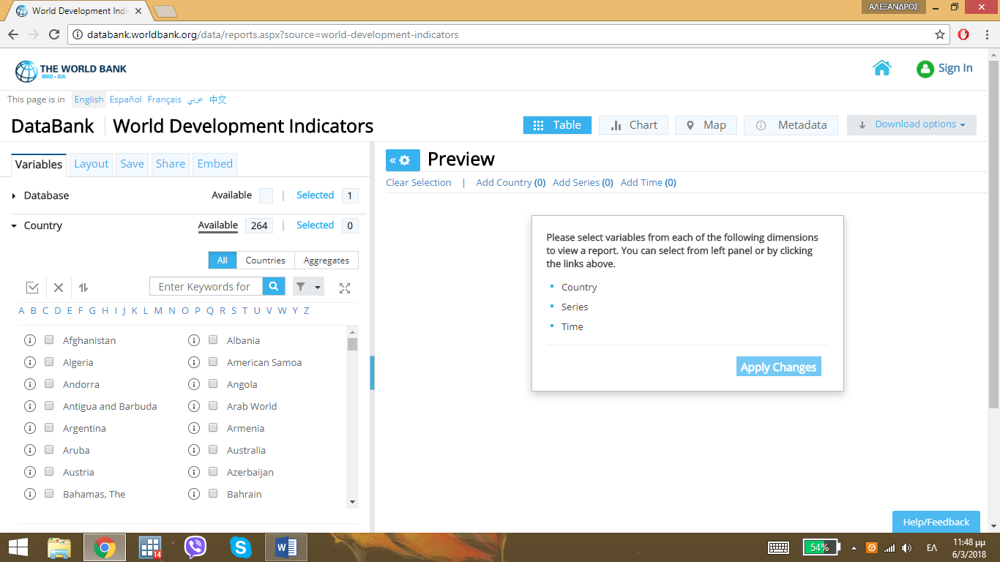 World Development Indi
ΑΛΕΞΑΝΔΡΟΣ
databank.worldbank.org/data/reports.aspx?source=world-development-indicators
THE WORLD BANK
IBRD • IDA
Sign In
This page is in English Español Français عربي 中文
DataBank World Development Indicators
Table Chart Map Metadata Download options
Variables Layout Save Share Embed
Database Available | Selected 1
Country Available 264 | Selected 0
All Countries Aggregates
Enter Keywords for
A B C D E F G H I J K L M N O P Q R S T U V W Y Z
Afghanistan Albania
Algeria American Samoa
Andorra Angola
Antigua and Barbuda Arab World
Argentina Armenia
Aruba Australia
Austria Azerbaijan
Bahamas, The Bahrain
« Preview
Clear Selection | Add Country (0) Add Series (0) Add Time (0)
Please select variables from each of the following dimensions
to view a report. You can select from left panel or by clicking
the links above.
Country
Series
Time
Apply Changes
Help/Feedback
14
54%
ΕΛ
11:48 μμ
6/3/2018